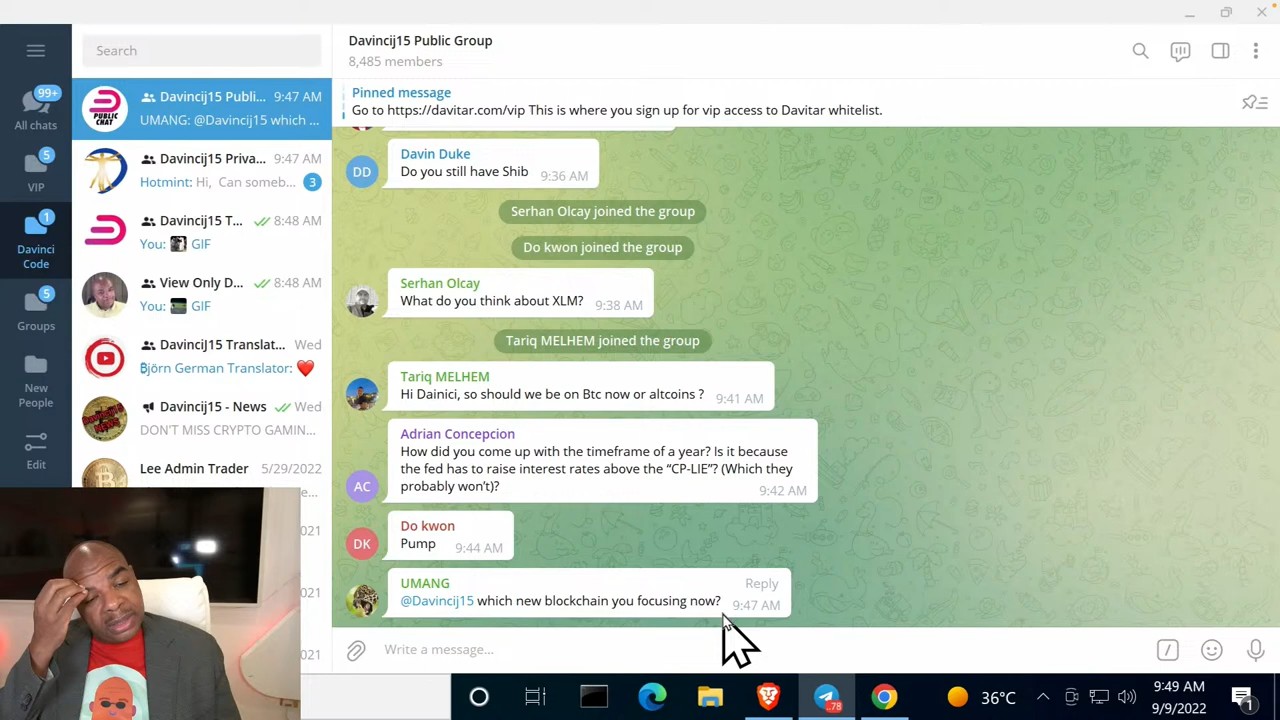 Search
Davincij15 Public Group
8,485 members
Pinned message
Go to https://davitar.com/vip This is where you sign up for vip access to Davitar whitelist.
99+
All chats
5
VIP
1
Davinci
Code
5
Groups
New
People
Edit
PUBLIC
CHAT
Davincij15 Publi... 9:47 AM
UMANG: @Davincij15 which ...
Davincij15 Priva... 9:47 AM
Hotmint: Hi, Can someb... 3
Davincij15 T... 8:48 AM
You: GIF
View Only D... 8:48 AM
You: GIF
Davincij15 Translat... Wed
₿jörn German Translator: ❤️
Davincij15 - News Wed
DON'T MISS CRYPTO GAMIN...
Lee Admin Trader 5/29/2022
e...
021
021
021
DD
Davin Duke
Do you still have Shib 9:36 AM
Serhan Olcay joined the group
Do kwon joined the group
Serhan Olcay
What do you think about XLM? 9:38 AM
Tariq MELHEM joined the group
Tariq MELHEM
Hi Dainici, so should we be on Btc now or altcoins ? 9:41 AM
Adrian Concepcion
How did you come up with the timeframe of a year? Is it because
the fed has to raise interest rates above the “CP-LIE”? (Which they
AC
probably won’t)? 9:42 AM
Do kwon
DK
Pump 9:44 AM
UMANG Reply
@Davincij15 which new blockchain you focusing now? 9:47 AM
Write a message...
.78
36°C
9:49 AM
9/9/2022
1